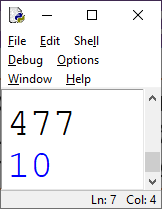 File Edit Shell
Debug Options
Window Help
477
10
Ln: 7 Col: 4